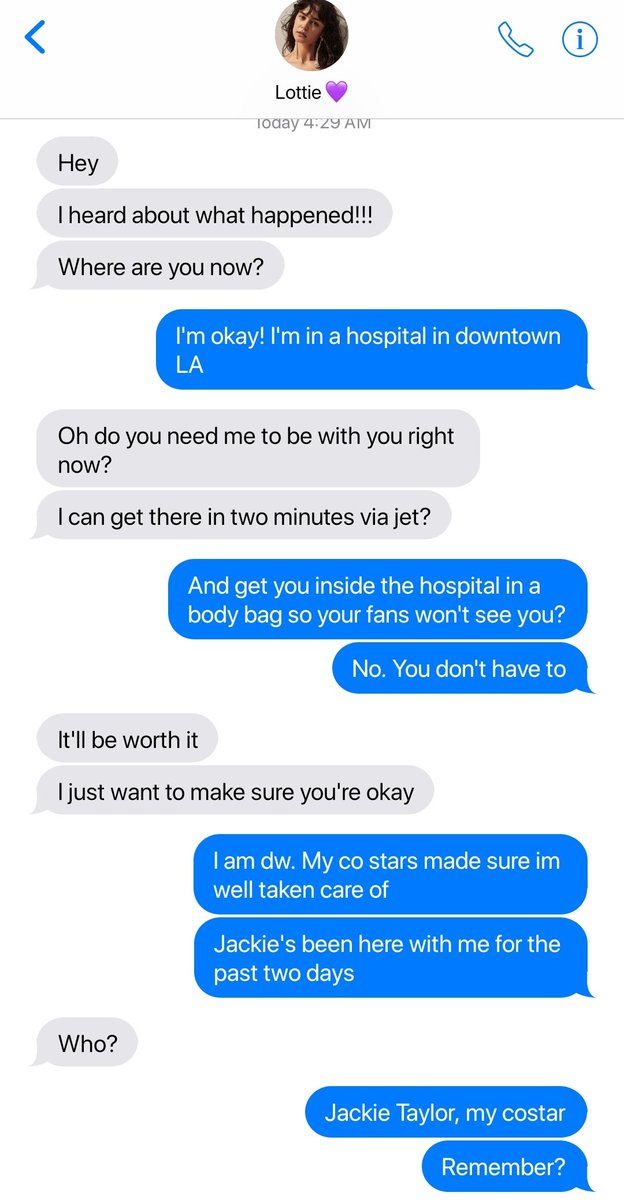 Lottie 💜
Today 4:29 AM
Hey
I heard about what happened!!!
Where are you now?
I'm okay! I'm in a hospital in downtown
LA
Oh do you need me to be with you right
now?
I can get there in two minutes via jet?
And get you inside the hospital in a
body bag so your fans won't see you?
No. You don't have to
It'll be worth it
I just want to make sure you're okay
I am dw. My co stars made sure im
well taken care of
Jackie's been here with me for the
past two days
Who?
Jackie Taylor, my costar
Remember?